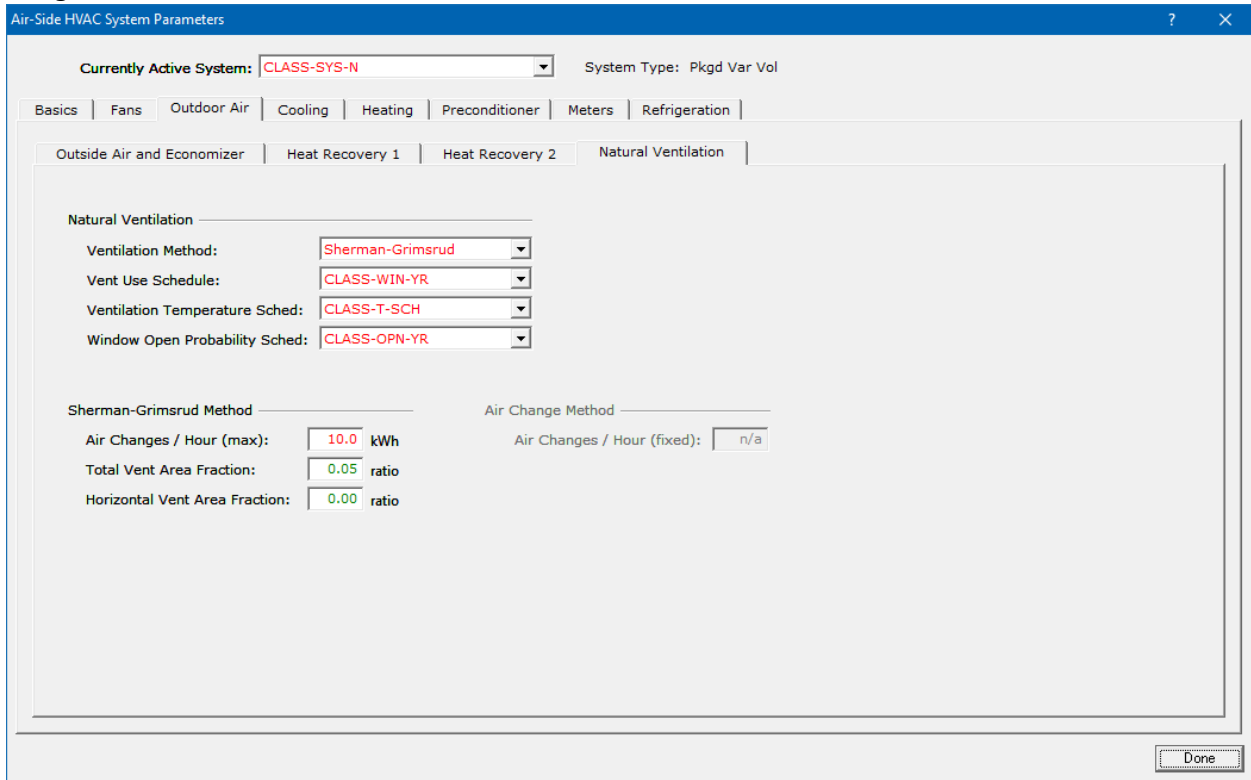 Air-Side HVAC System Parameters ? ×
Currently Active System: CLASS-SYS-N System Type: Pkgd Var Vol
Basics Fans Outdoor Air Cooling Heating Preconditioner Meters Refrigeration
Outside Air and Economizer Heat Recovery 1 Heat Recovery 2 Natural Ventilation
Natural Ventilation
Ventilation Method: Sherman-Grimsrud
Vent Use Schedule: CLASS-WIN-YR
Ventilation Temperature Sched: CLASS-T-SCH
Window Open Probability Sched: CLASS-OPN-YR
Sherman-Grimsrud Method Air Change Method
Air Changes / Hour (max): 10.0 kWh Air Changes / Hour (fixed): n/a
Total Vent Area Fraction: 0.05 ratio
Horizontal Vent Area Fraction: 0.00 ratio
Done